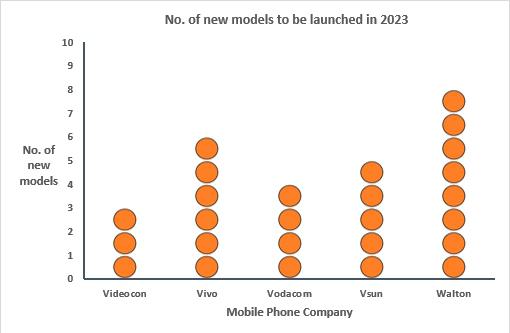 No. of new models to be launched in 2023
10
9
8
7
6
5
4
3
2
1
0
No. of
new
models
Videocon Vivo Vodacom Vsun Walton
Mobile Phone Company